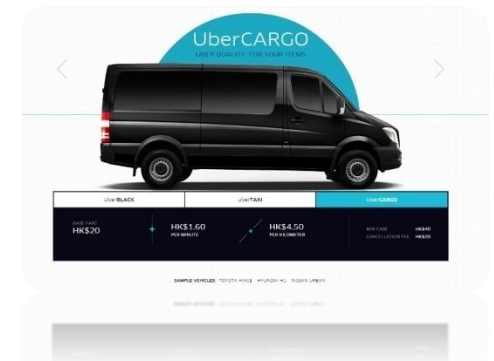 UberCARGO
UBER QUALITY, FOR YOUR ITEMS
uberBLACK
uberTAXI
uberCARGO
BASE FARE
HK$20
+
HK$1.60
PER MINUTE
+
HK$4.50
PER KILOMETER
MIN FARE HK$40
CANCELLATION FEE HK$20
SAMPLE VEHICLES: TOYOTA HIACE HYUNDAI H1 NISSAN URVAN